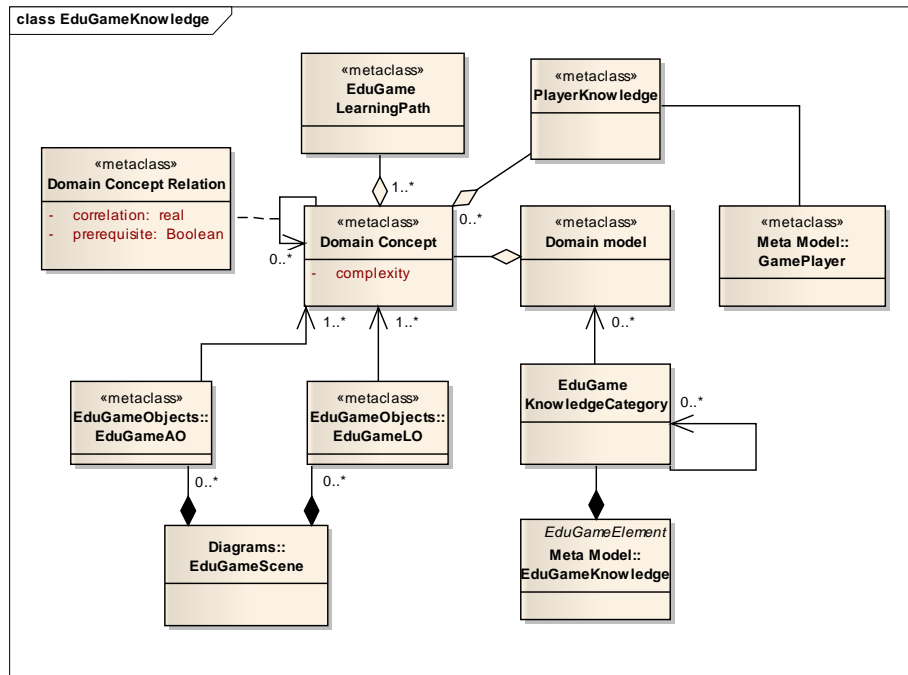 class EduGameKnowledge
«metaclass»
EduGame
LearningPath
«metaclass»
PlayerKnowledge
«metaclass»
Domain Concept Relation
- correlation: real
- prerequisite: Boolean
1..*
0..*
0..*
«metaclass»
Domain Concept
- complexity
«metaclass»
Domain model
«metaclass»
Meta Model::
GamePlayer
1..*
1..*
0..*
«metaclass»
EduGameObjects::
EduGameAO
«metaclass»
EduGameObjects::
EduGameLO
EduGame
KnowledgeCategory
0..*
0..*
0..*
Diagrams::
EduGameScene
EduGameElement
Meta Model::
EduGameKnowledge